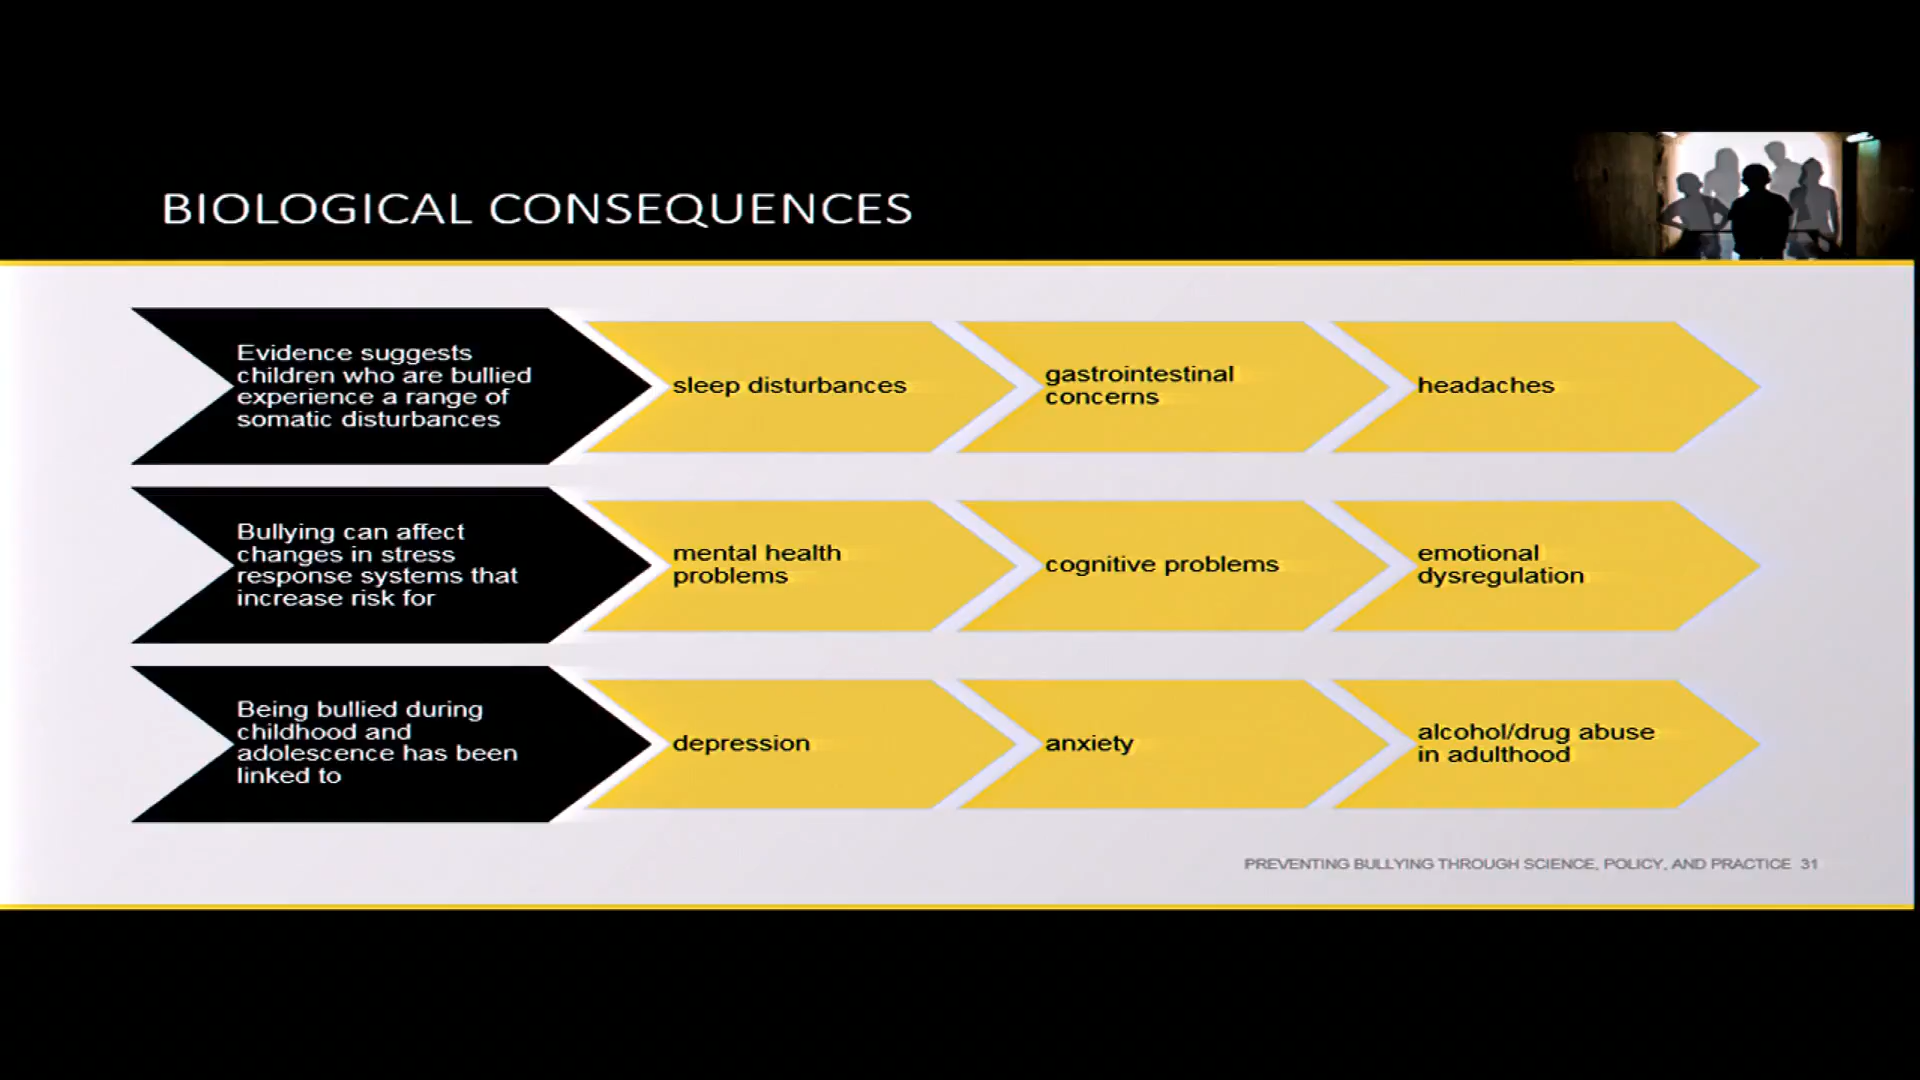 BIOLOGICAL CONSEQUENCES
Evidence suggests
children who are bullied
experience a range of
somatic disturbances
sleep disturbances
gastrointestinal
concerns
headaches
Bullying can affect
changes in stress
response systems that
increase risk for
mental health
problems
cognitive problems
emotional
dysregulation
Being bullied during
childhood and
adolescence has been
linked to
depression
anxiety
alcohol/drug abuse
in adulthood
PREVENTING BULLYING THROUGH SCIENCE, POLICY, AND PRACTICE 31